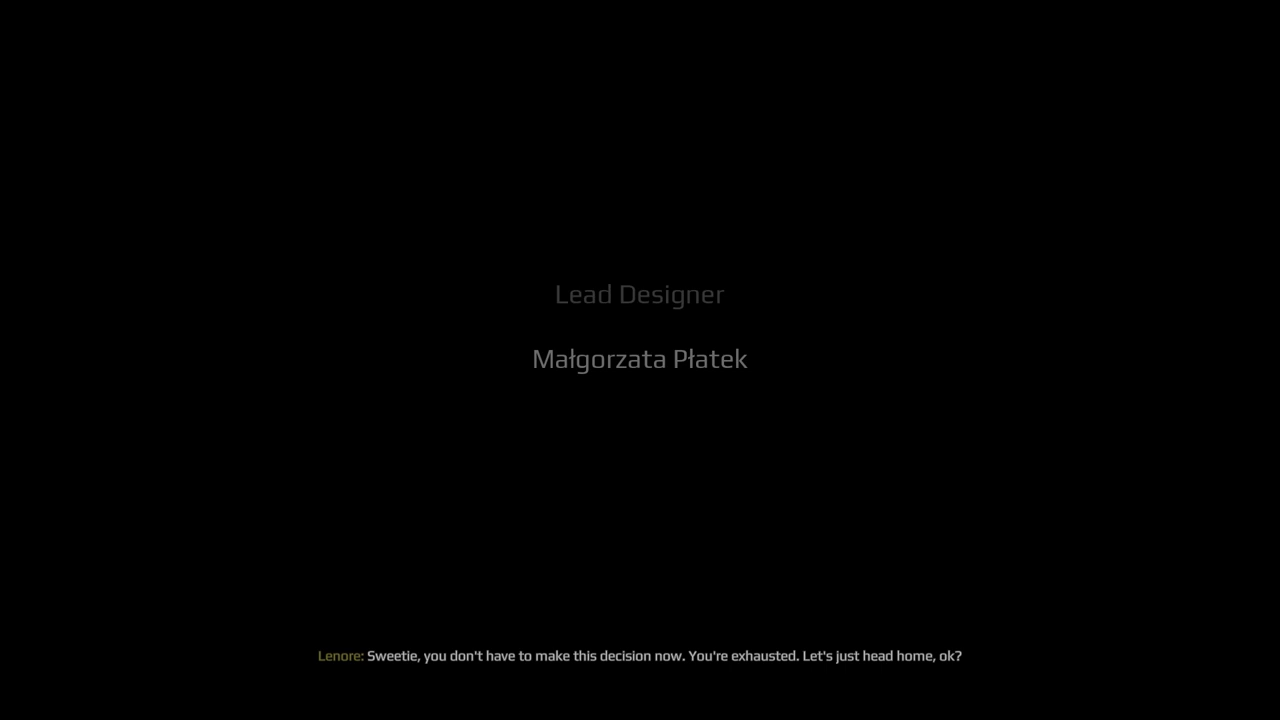 Lead Designer
Małgorzata Płatek
Lenore: Sweetie, you don't have to make this decision now. You're exhausted. Let's just head home, ok?